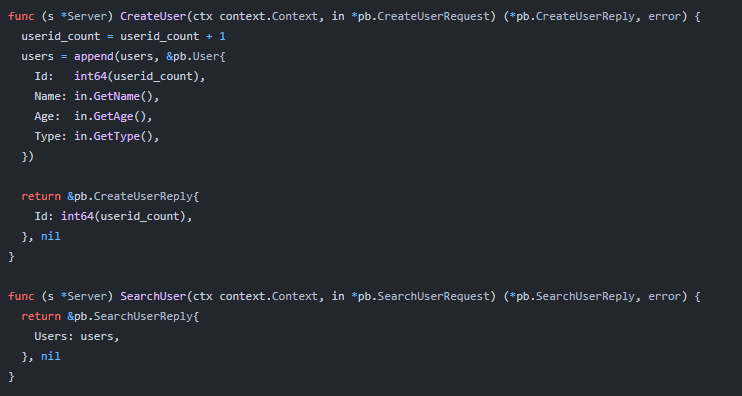 func (s *Server) CreateUser(ctx context.Context, in *pb.CreateUserRequest) (*pb.CreateUserReply, error) {
  userid_count = userid_count + 1
  users = append(users, &pb.User{
    Id:   int64(userid_count),
    Name: in.GetName(),
    Age:  in.GetAge(),
    Type: in.GetType(),
  })

  return &pb.CreateUserReply{
    Id: int64(userid_count),
  }, nil
}

func (s *Server) SearchUser(ctx context.Context, in *pb.SearchUserRequest) (*pb.SearchUserReply, error) {
  return &pb.SearchUserReply{
    Users: users,
  }, nil
}